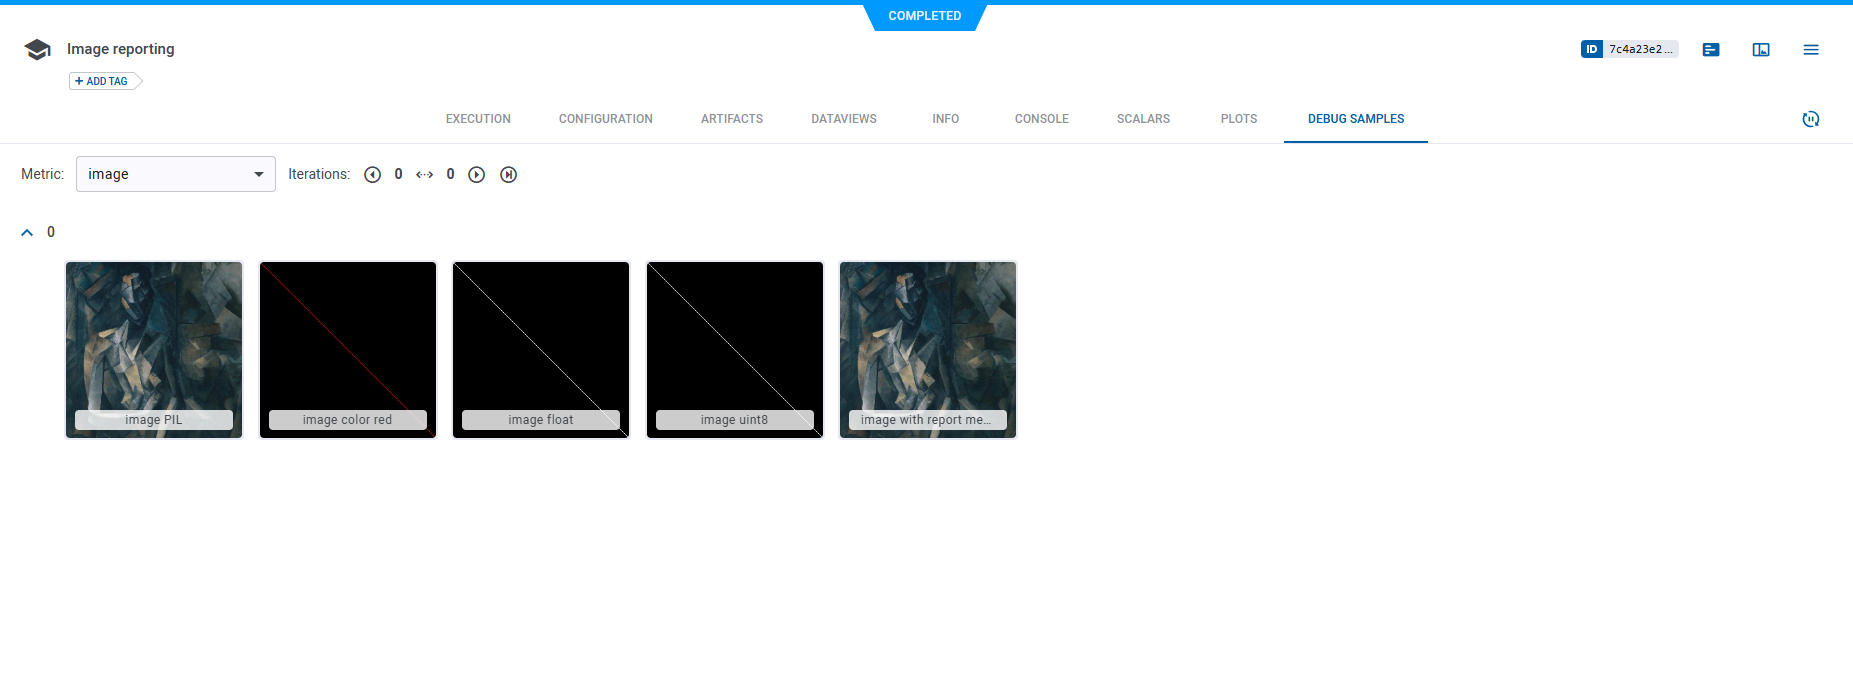 COMPLETED
Image reporting
ID 7c4a23e2...
+ ADD TAG
EXECUTION CONFIGURATION ARTIFACTS DATAVIEWS INFO CONSOLE SCALARS PLOTS DEBUG SAMPLES
Metric: image Iterations: 0 0
0
image PIL
image color red
image float
image uint8
image with report me...